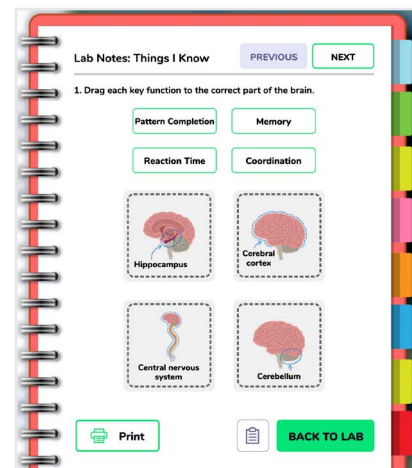 Lab Notes: Things I Know
PREVIOUS
NEXT
1. Drag each key function to the correct part of the brain.
Pattern Completion
Memory
Reaction Time
Coordination
Hippocampus
Cerebral
cortex
Central nervous
system
Cerebellum
Print
BACK TO LAB